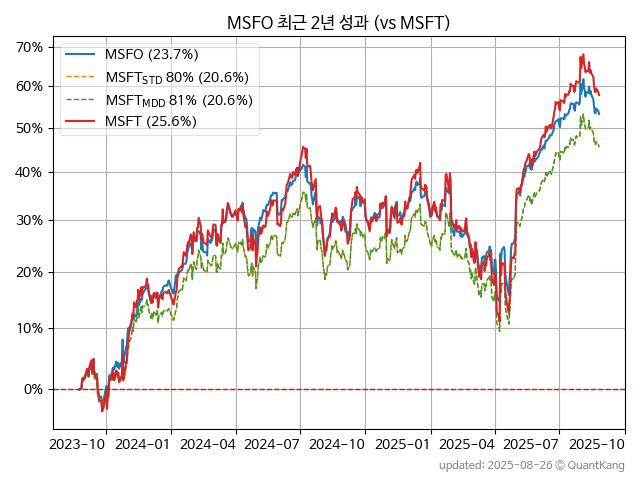 MSFO 최근 2년 성과 (vs MSFT)
MSFO (23.7%)
MSFT_STD 80% (20.6%)
MSFT_MDD 81% (20.6%)
MSFT (25.6%)
70%
60%
50%
40%
30%
20%
10%
0%
2023-10 2024-01 2024-04 2024-07 2024-10 2025-01 2025-04 2025-07 2025-10
updated: 2025-08-26 © QuantKang